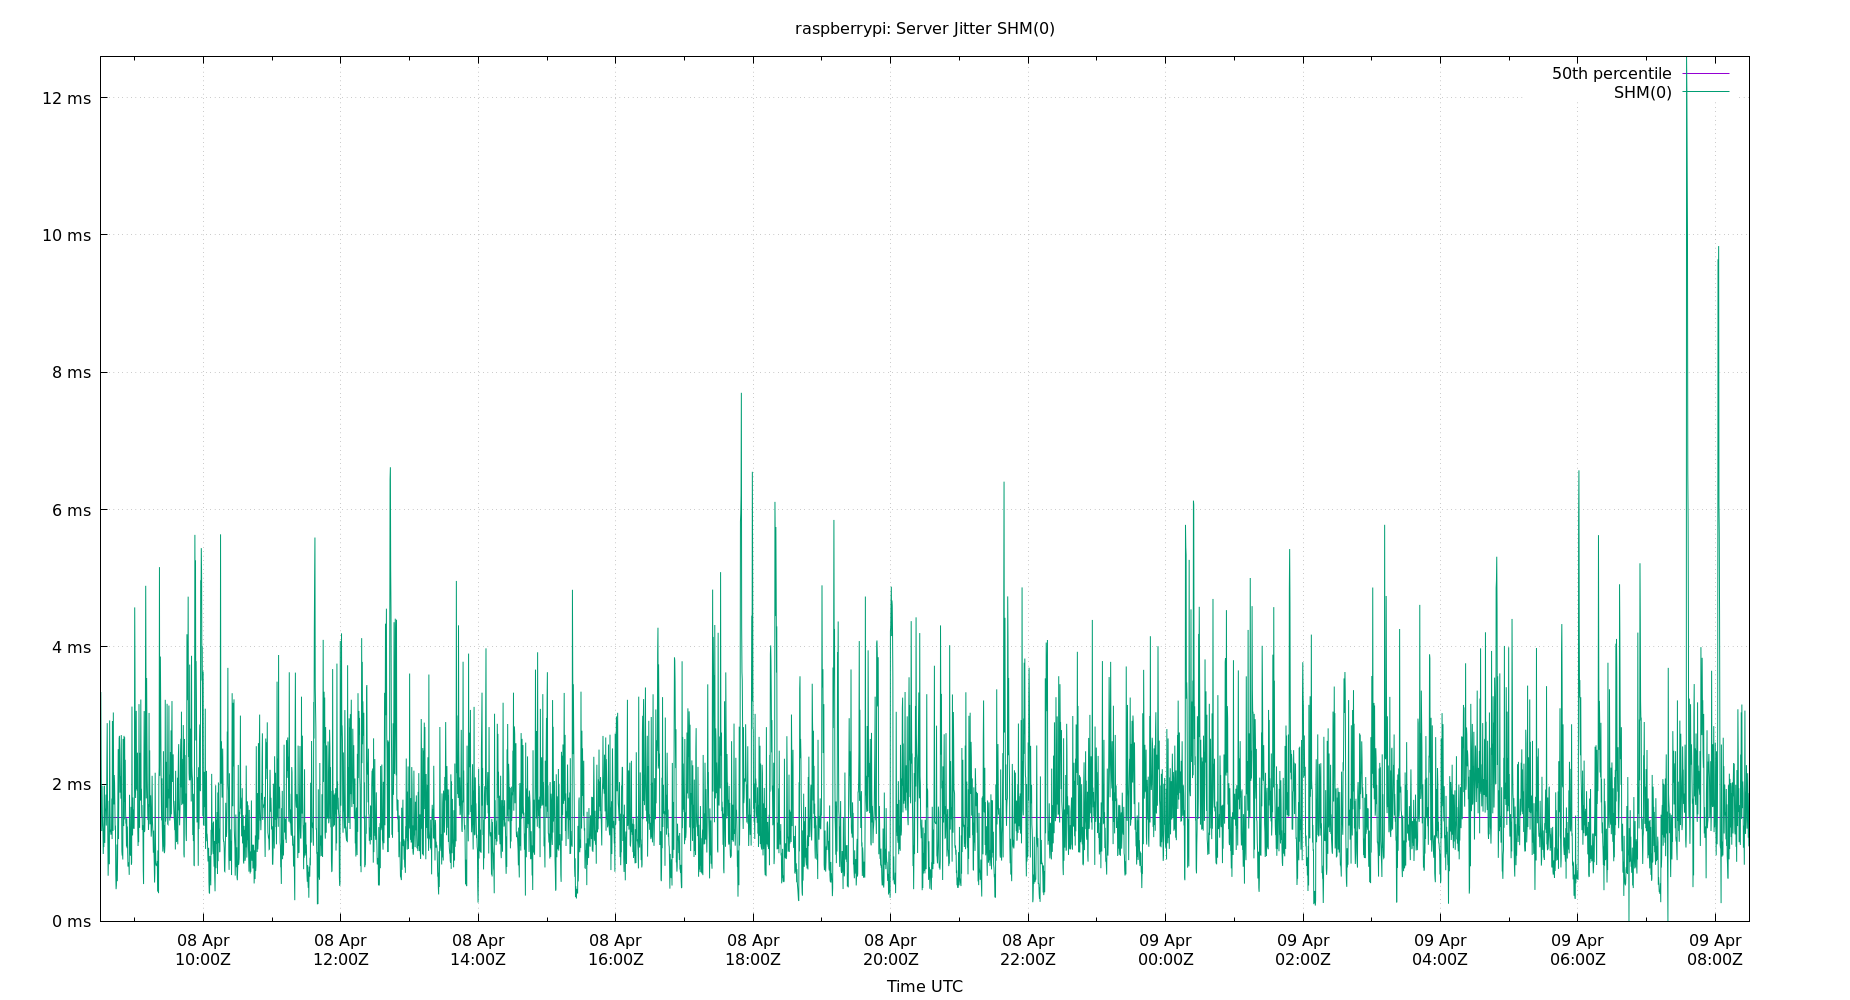 raspberrypi: Server Jitter SHM(0)
50th percentile
SHM(0)
12 ms
10 ms
8 ms
6 ms
4 ms
2 ms
0 ms
08 Apr 08 Apr 08 Apr 08 Apr 08 Apr 08 Apr 08 Apr 09 Apr 09 Apr 09 Apr 09 Apr 09 Apr
10:00Z 12:00Z 14:00Z 16:00Z 18:00Z 20:00Z 22:00Z 00:00Z 02:00Z 04:00Z 06:00Z 08:00Z
Time UTC